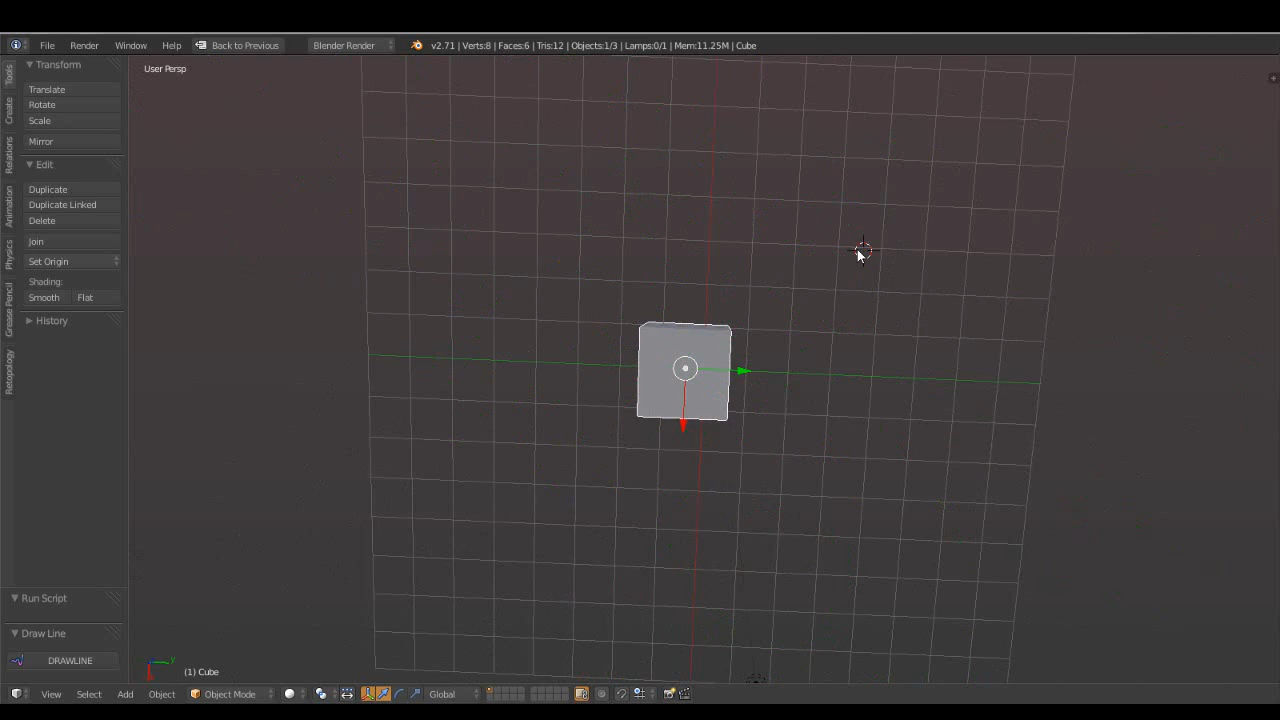 File Render Window Help Back to Previous Blender Render v2.71 | Verts:8 | Faces:6 | Tris:12 | Objects:1/3 | Lamps:0/1 | Mem:11.25M | Cube
User Persp
Tools
Create
Relations
Animation
Physics
Grease Pencil
Retopology
Transform
Translate
Rotate
Scale
Mirror
Edit
Duplicate
Duplicate Linked
Delete
Join
Set Origin
Shading:
Smooth Flat
History
Run Script
Draw Line
DRAWLINE
y
(1) Cube
View Select Add Object Object Mode Global